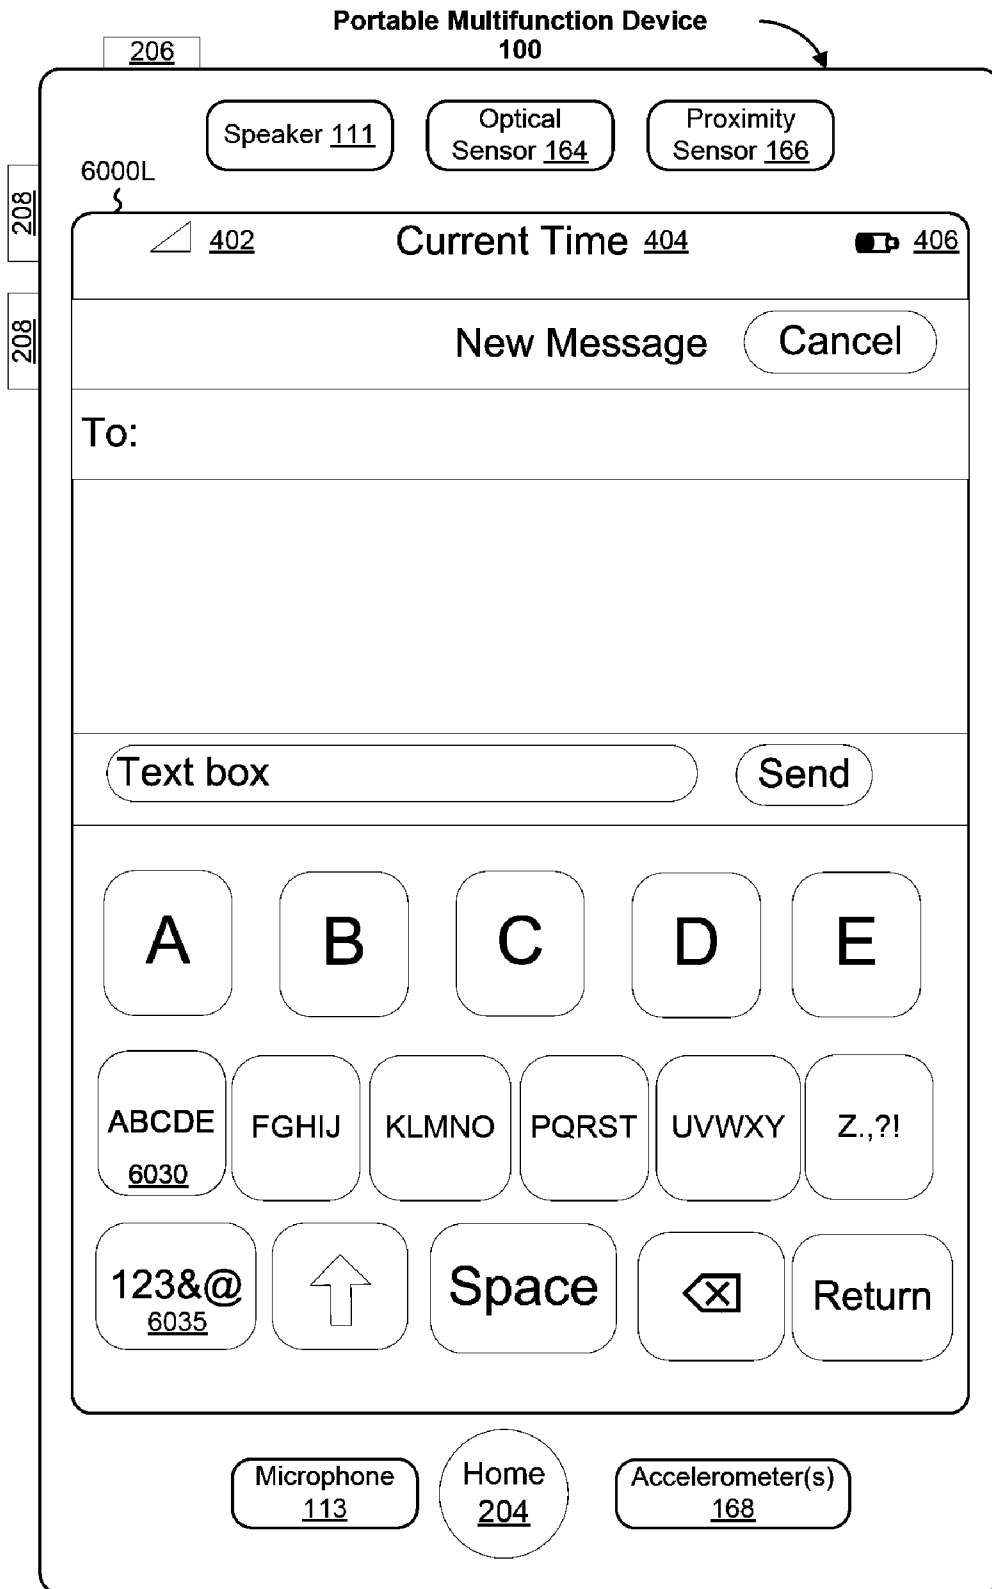 Portable Multifunction Device
100
206
Speaker 111
Optical
Sensor 164
Proximity
Sensor 166
6000L
208
402
Current Time 404
406
208
New Message
Cancel
To:
Text box
Send
A
B
C
D
E
ABCDE
6030
FGHIJ
KLMNO
PQRST
UVWXY
Z.,?!
123&@
6035
Space
Return
Microphone
113
Home
204
Accelerometer(s)
168